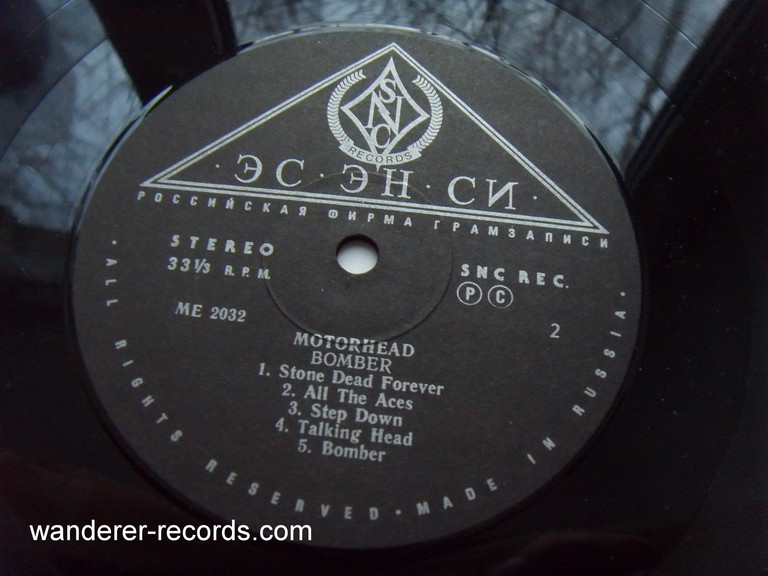 SNC
RECORDS
· ЭС · ЭН · СИ ·
РОССИЙСКАЯ ФИРМА ГРАМЗАПИСИ
STEREO
33 1/3 R.P.M.
SNC REC.
Ⓟ Ⓒ
ME 2032
2
MOTORHEAD
BOMBER
1. Stone Dead Forever
2. All The Aces
3. Step Down
4. Talking Head
5. Bomber
· ALL RIGHTS RESERVED · MADE IN RUSSIA ·
wanderer-records.com